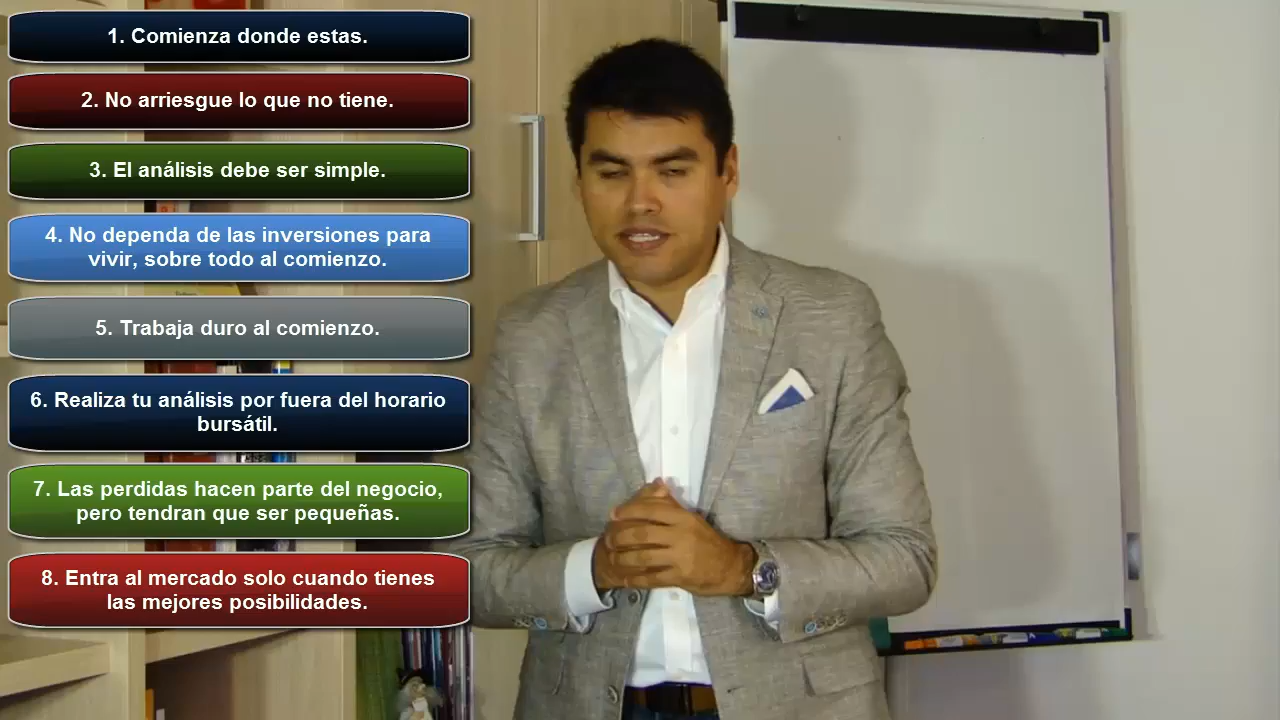 1. Comienza donde estas.
2. No arriesgue lo que no tiene.
3. El análisis debe ser simple.
4. No dependa de las inversiones para
vivir, sobre todo al comienzo.
5. Trabaja duro al comienzo.
6. Realiza tu análisis por fuera del horario
bursátil.
7. Las perdidas hacen parte del negocio,
pero tendran que ser pequeñas.
8. Entra al mercado solo cuando tienes
las mejores posibilidades.